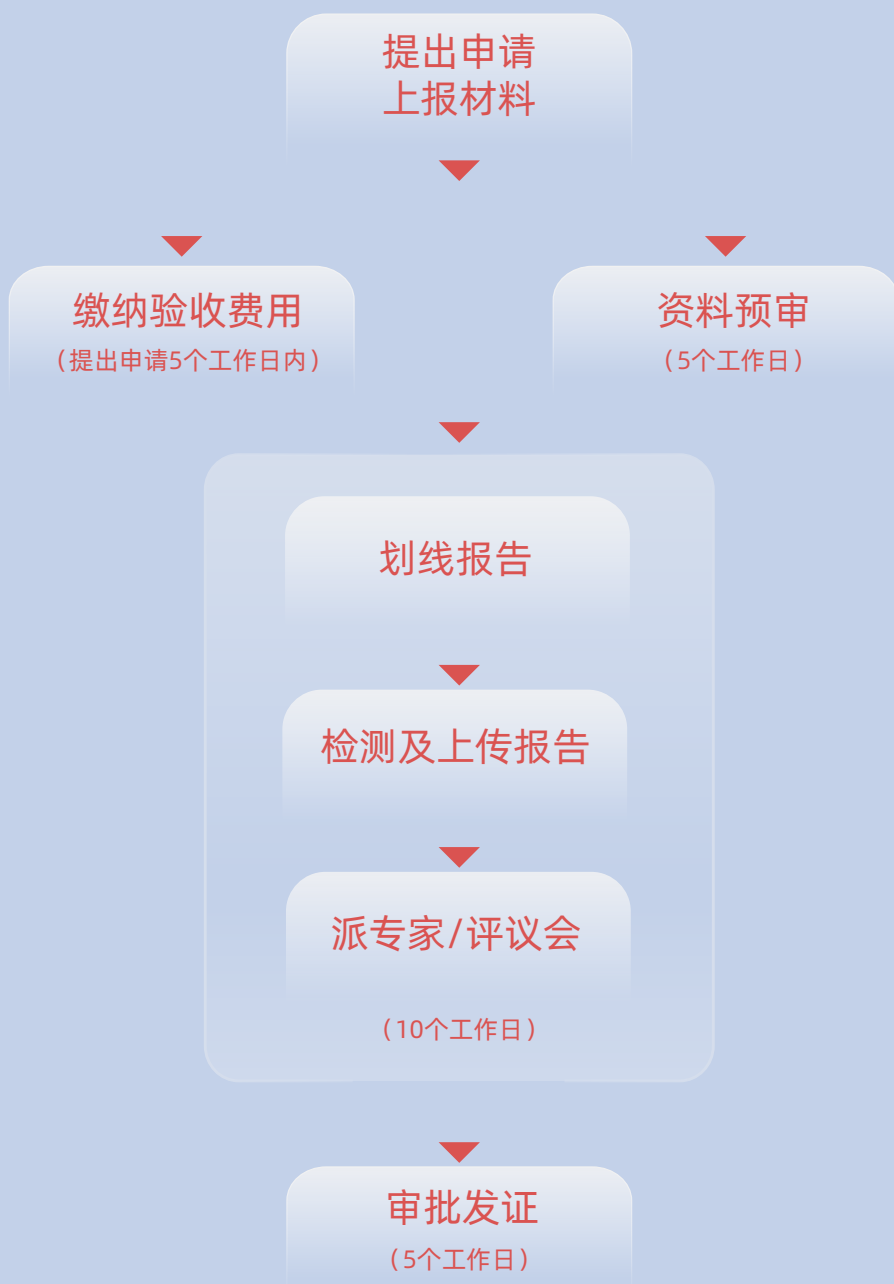 提出申请
上报材料
缴纳验收费用
（提出申请5个工作日内）
资料预审
（5个工作日）
划线报告
检测及上传报告
派专家/评议会
（10个工作日）
审批发证
（5个工作日）